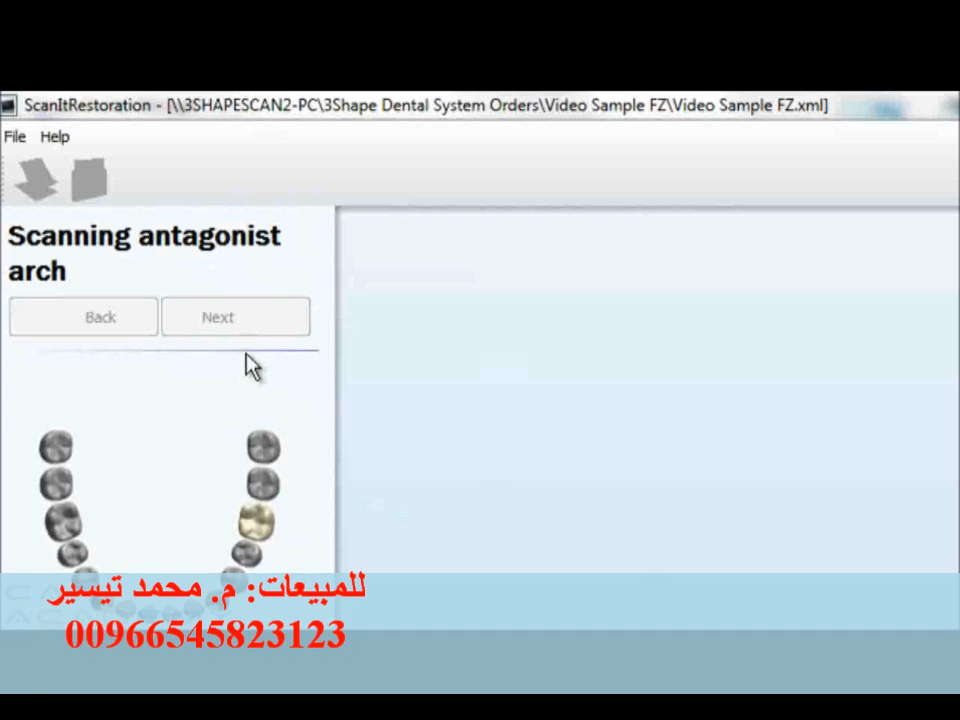 ScanItRestoration - [\\3SHAPESCAN2-PC\3Shape Dental System Orders\Video Sample FZ\Video Sample FZ.xml]
File Help
Scanning antagonist
arch
Back Next
للمبيعات: م. محمد تيسير
00966545823123